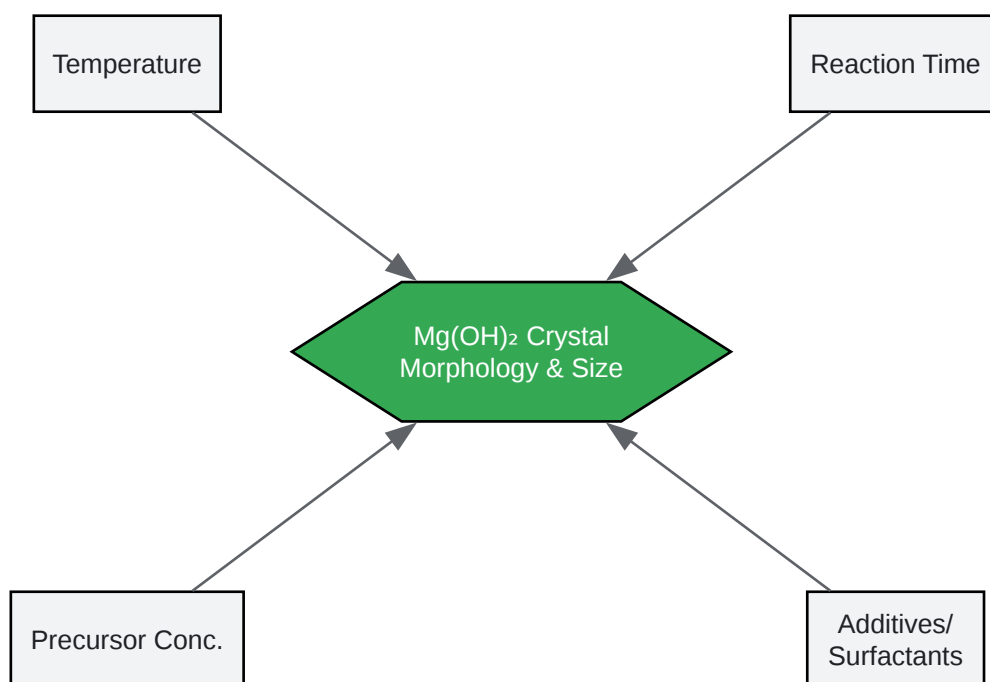 Temperature
Reaction Time
Mg(OH)₂ Crystal
Morphology & Size
Precursor Conc.
Additives/
Surfactants